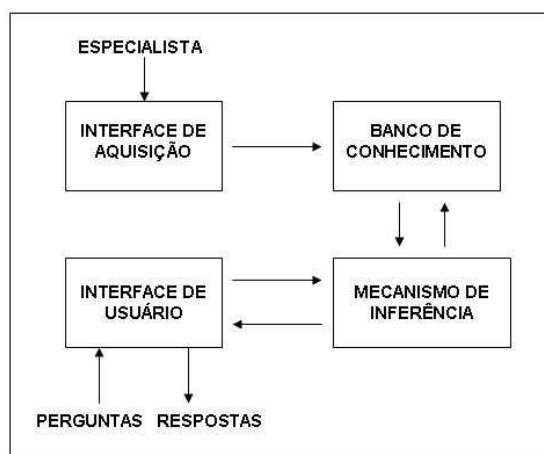 ESPECIALISTA
INTERFACE DE
AQUISIÇÃO
BANCO DE
CONHECIMENTO
INTERFACE DE
USUÁRIO
MECANISMO DE
INFERÊNCIA
PERGUNTAS RESPOSTAS